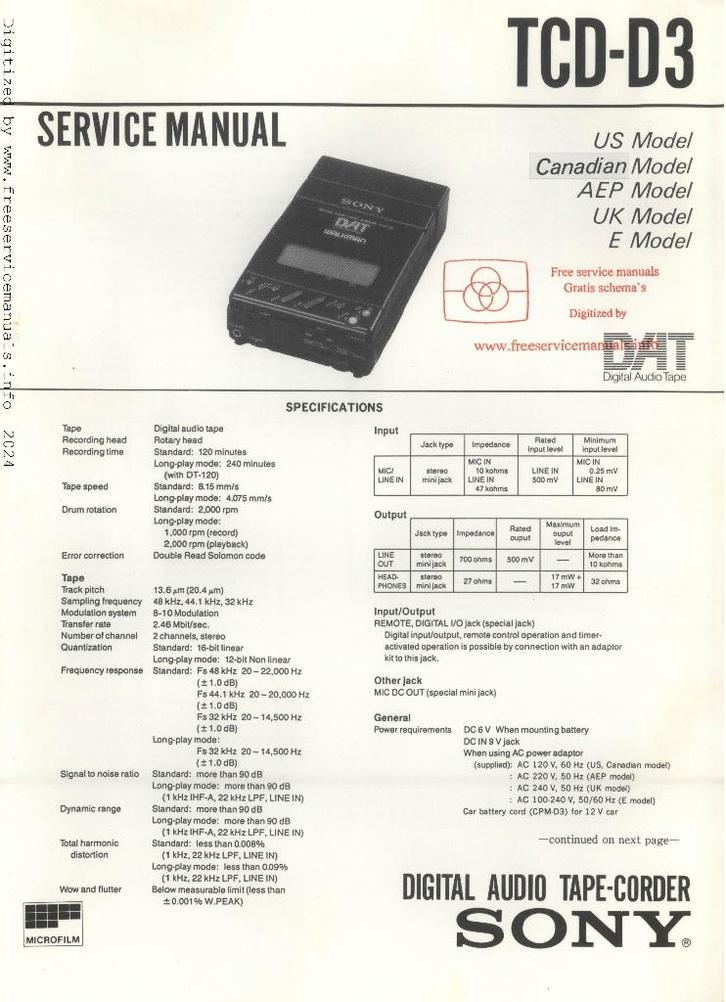 TCD-D3
SERVICE MANUAL
US Model
Canadian Model
AEP Model
UK Model
E Model
SONY
DAT
WALKMAN
Free service manuals
Gratis schema's
Digitized by
www.freeservicemanuals.info
DAT
Digital Audio Tape
Digitized by www.freeservicemanuals.info 2024
SPECIFICATIONS
Tape Digital audio tape
Recording head Rotary head
Recording time Standard: 120 minutes
Long-play mode: 240 minutes
(with DT-120)
Tape speed Standard: 8.15 mm/s
Long-play mode: 4.075 mm/s
Drum rotation Standard: 2,000 rpm
Long-play mode:
1,000 rpm (record)
2,000 rpm (playback)
Error correction Double Read Solomon code
Tape
Track pitch 13.6 µm (20.4 µm)
Sampling frequency 48 kHz, 44.1 kHz, 32 kHz
Modulation system 8-10 Modulation
Transfer rate 2.46 Mbit/sec.
Number of channel 2 channels, stereo
Quantization Standard: 16-bit linear
Long-play mode: 12-bit Non linear
Frequency response Standard: Fs 48 kHz 20~22,000 Hz
(±1.0 dB)
Fs 44.1 kHz 20~20,000 Hz
(±1.0 dB)
Fs 32 kHz 20~14,500 Hz
(±1.0 dB)
Long-play mode:
Fs 32 kHz 20~14,500 Hz
(±1.0 dB)
Signal to noise ratio Standard: more than 90 dB
Long-play mode: more than 90 dB
(1 kHz IHF-A, 22 kHz LPF, LINE IN)
Dynamic range Standard: more than 90 dB
Long-play mode: more than 90 dB
(1 kHz IHF-A, 22 kHz LPF, LINE IN)
Total harmonic Standard: less than 0.008%
distortion (1 kHz, 22 kHz LPF, LINE IN)
Long-play mode: less than 0.09%
(1 kHz, 22 kHz LPF, LINE IN)
Wow and flutter Below measurable limit (less than
±0.001% W.PEAK)
Input
Jack type Impedance Rated input level Minimum input level
MIC/ LINE IN stereo mini jack MIC IN 10 kohms LINE IN 47 kohms LINE IN 500 mV MIC IN 0.25 mV LINE IN 80 mV
Output
Jack type Impedance Rated ouput Maximum ouput level Load impedance
LINE OUT stereo mini jack 700 ohms 500 mV — More than 10 kohms
HEAD-PHONES stereo mini jack 27 ohms — 17 mW + 17 mW 32 ohms
Input/Output
REMOTE, DIGITAL I/O jack (special jack)
Digital input/output, remote control operation and timer-
activated operation is possible by connection with an adaptor
kit to this jack.
Other jack
MIC DC OUT (special mini jack)
General
Power requirements DC 6 V When mounting battery
DC IN 9 V jack
When using AC power adaptor
(supplied): AC 120 V, 60 Hz (US, Canadian model)
: AC 220 V, 50 Hz (AEP model)
: AC 240 V, 50 Hz (UK model)
: AC 100-240 V, 50/60 Hz (E model)
Car battery cord (CPM-D3) for 12 V car
—continued on next page—
MICROFILM
DIGITAL AUDIO TAPE-CORDER
SONY®